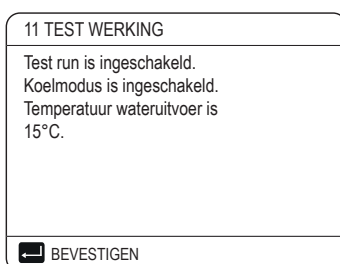 11 TEST WERKING
Test run is ingeschakeld.
Koelmodus is ingeschakeld.
Temperatuur wateruitvoer is
15°C.
BEVESTIGEN